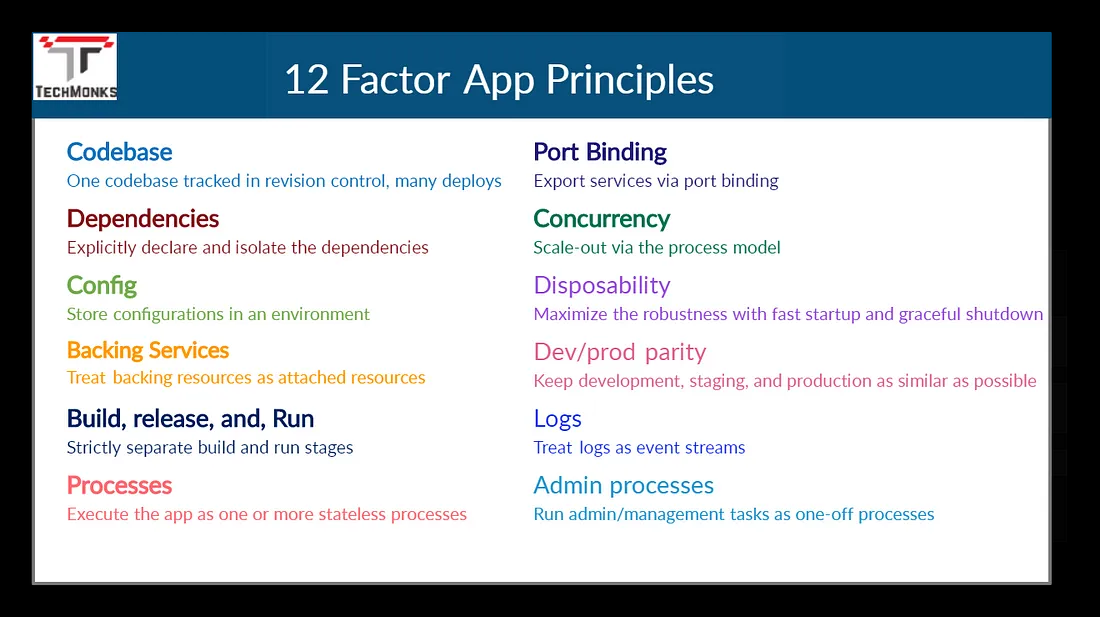 TECHMONKS
12 Factor App Principles
Codebase
One codebase tracked in revision control, many deploys
Dependencies
Explicitly declare and isolate the dependencies
Config
Store configurations in an environment
Backing Services
Treat backing resources as attached resources
Build, release, and, Run
Strictly separate build and run stages
Processes
Execute the app as one or more stateless processes
Port Binding
Export services via port binding
Concurrency
Scale-out via the process model
Disposability
Maximize the robustness with fast startup and graceful shutdown
Dev/prod parity
Keep development, staging, and production as similar as possible
Logs
Treat logs as event streams
Admin processes
Run admin/management tasks as one-off processes